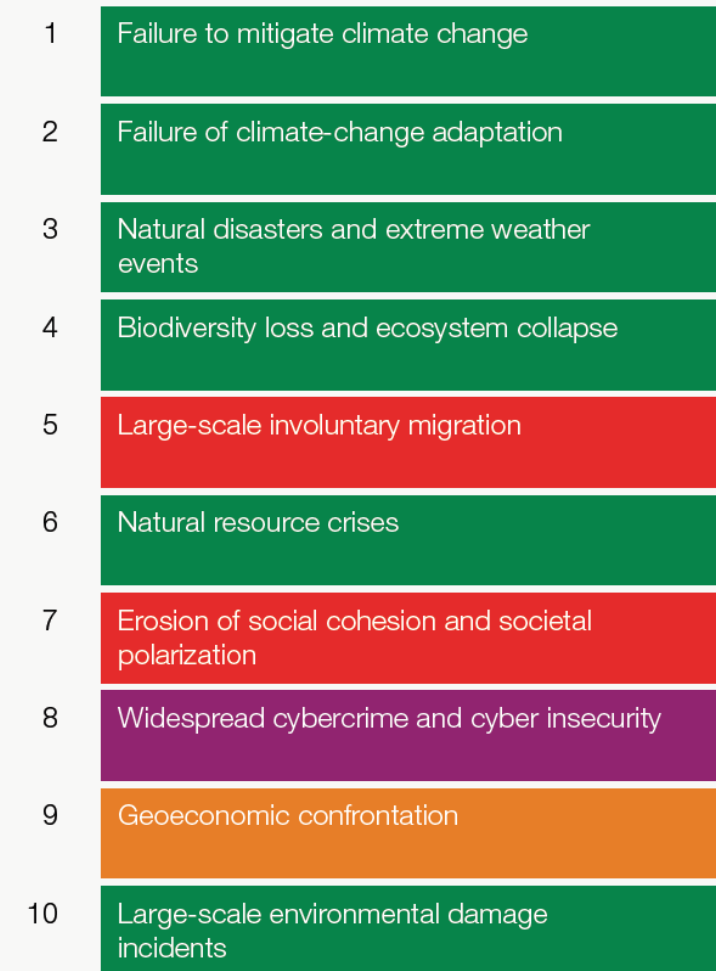 1 Failure to mitigate climate change
2 Failure of climate-change adaptation
3 Natural disasters and extreme weather
events
4 Biodiversity loss and ecosystem collapse
5 Large-scale involuntary migration
6 Natural resource crises
7 Erosion of social cohesion and societal
polarization
8 Widespread cybercrime and cyber insecurity
9 Geoeconomic confrontation
10 Large-scale environmental damage
incidents